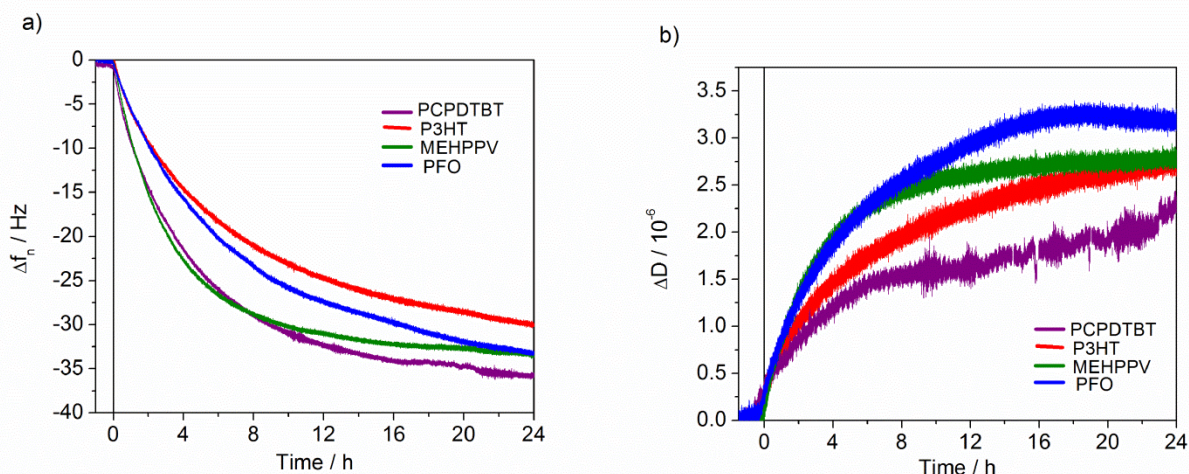 a)
0
-5
-10
-15
-20
-25
-30
-35
-40
Δfn / Hz
PCPDTBT
P3HT
MEHPPV
PFO
0 4 8 12 16 20 24
Time / h
b)
3.5
3.0
2.5
2.0
1.5
1.0
0.5
0.0
ΔD / 10⁻⁶
PCPDTBT
P3HT
MEHPPV
PFO
0 4 8 12 16 20 24
Time / h